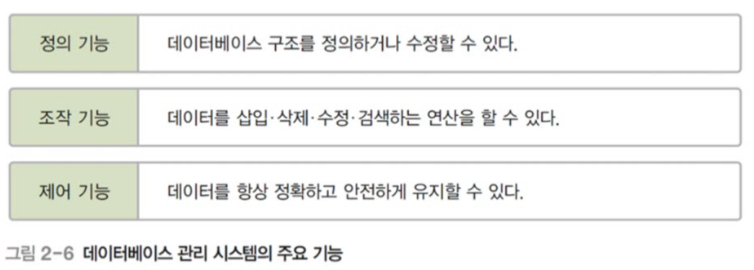 정의 기능 데이터베이스 구조를 정의하거나 수정할 수 있다.
조작 기능 데이터를 삽입·삭제·수정·검색하는 연산을 할 수 있다.
제어 기능 데이터를 항상 정확하고 안전하게 유지할 수 있다.
그림 2-6 데이터베이스 관리 시스템의 주요 기능